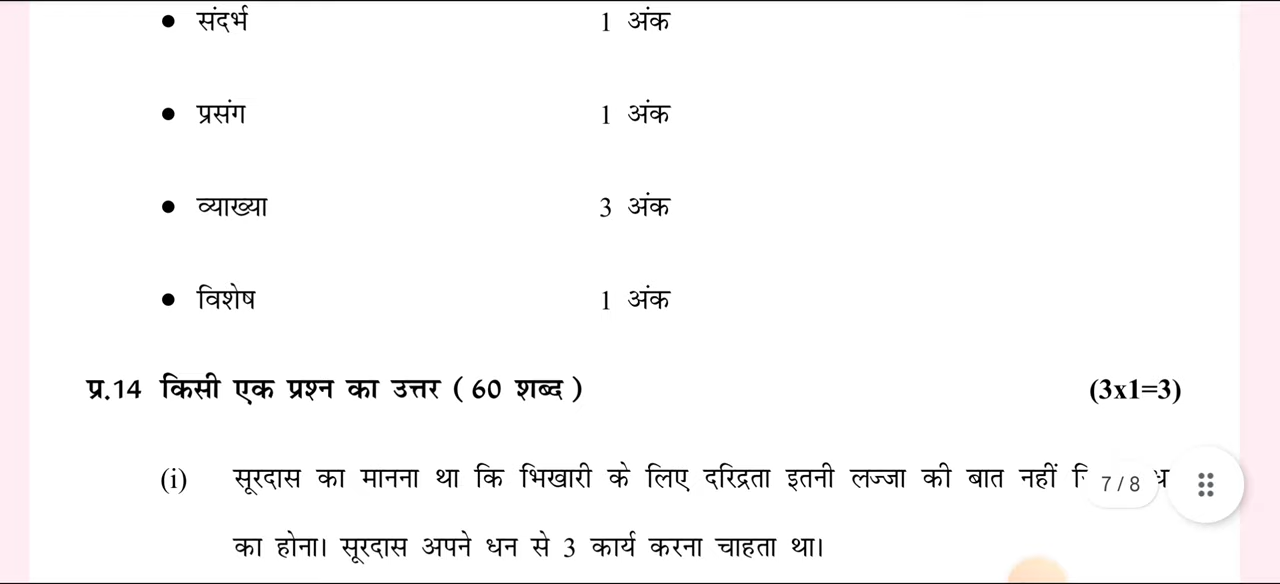 • संदर्भ 1 अंक
• प्रसंग 1 अंक
• व्याख्या 3 अंक
• विशेष 1 अंक
प्र.14 किसी एक प्रश्न का उत्तर ( 60 शब्द ) (3x1=3)
(i) सूरदास का मानना था कि भिखारी के लिए दरिद्रता इतनी लज्जा की बात नहीं
7 / 8
का होना। सूरदास अपने धन से 3 कार्य करना चाहता था।